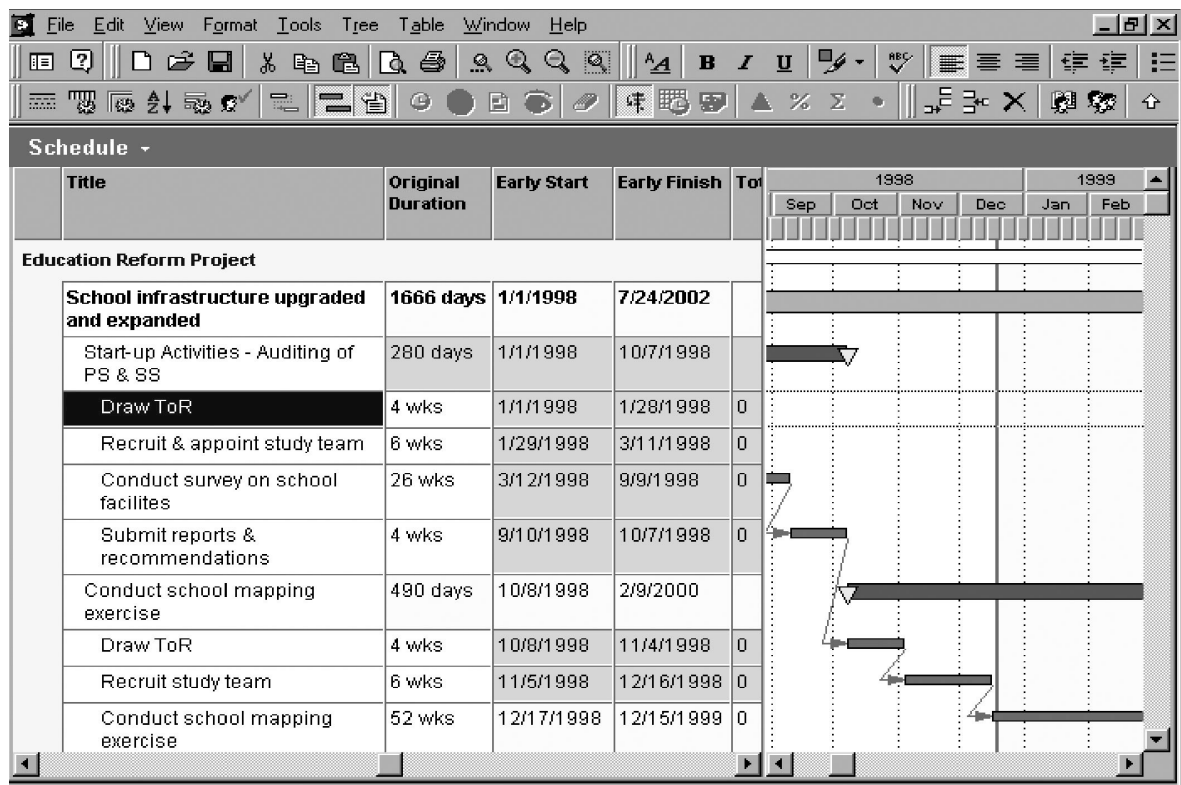 File Edit View Format Tools Tree Table Window Help
Schedule
Title Original Duration Early Start Early Finish Tot 1998 1999
Sep Oct Nov Dec Jan Feb
Education Reform Project
School infrastructure upgraded and expanded 1666 days 1/1/1998 7/24/2002
Start-up Activities - Auditing of PS & SS 280 days 1/1/1998 10/7/1998
Draw ToR 4 wks 1/1/1998 1/28/1998 0
Recruit & appoint study team 6 wks 1/29/1998 3/11/1998 0
Conduct survey on school facilites 26 wks 3/12/1998 9/9/1998 0
Submit reports & recommendations 4 wks 9/10/1998 10/7/1998 0
Conduct school mapping exercise 490 days 10/8/1998 2/9/2000
Draw ToR 4 wks 10/8/1998 11/4/1998 0
Recruit study team 6 wks 11/5/1998 12/16/1998 0
Conduct school mapping exercise 52 wks 12/17/1998 12/15/1999 0